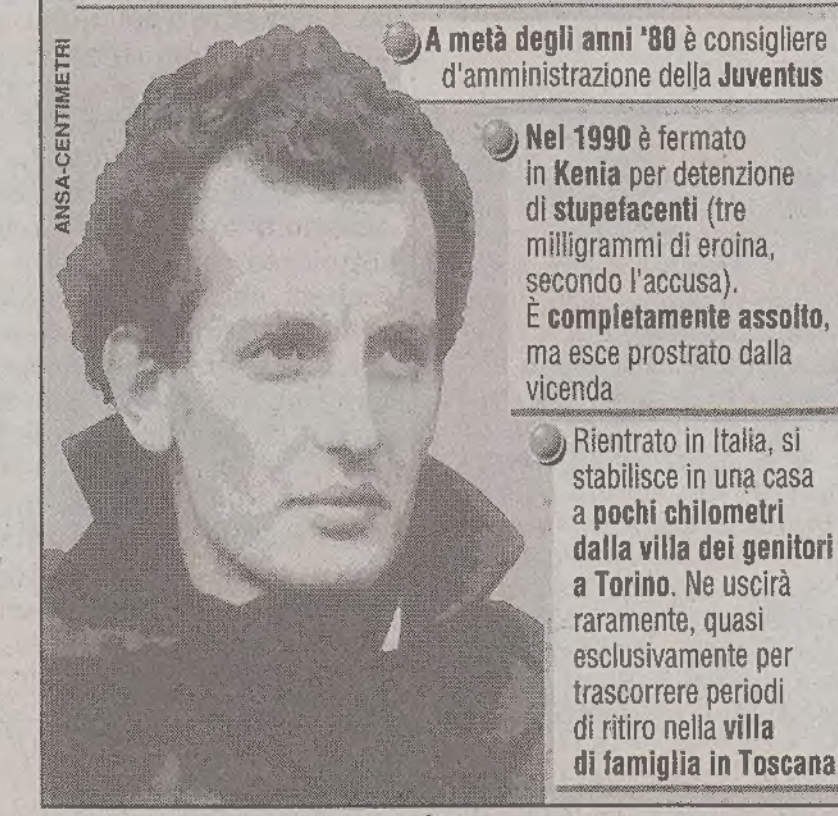 ANSA-CENTIMETRI
A metà degli anni '80 è consigliere
d'amministrazione della Juventus
Nel 1990 è fermato
in Kenia per detenzione
di stupefacenti (tre
milligrammi di eroina,
secondo l'accusa).
È completamente assolto,
ma esce prostrato dalla
vicenda
Rientrato in Italia, si
stabilisce in una casa
a pochi chilometri
dalla villa dei genitori
a Torino. Ne uscirà
raramente, quasi
esclusivamente per
trascorrere periodi
di ritiro nella villa
di famiglia in Toscana